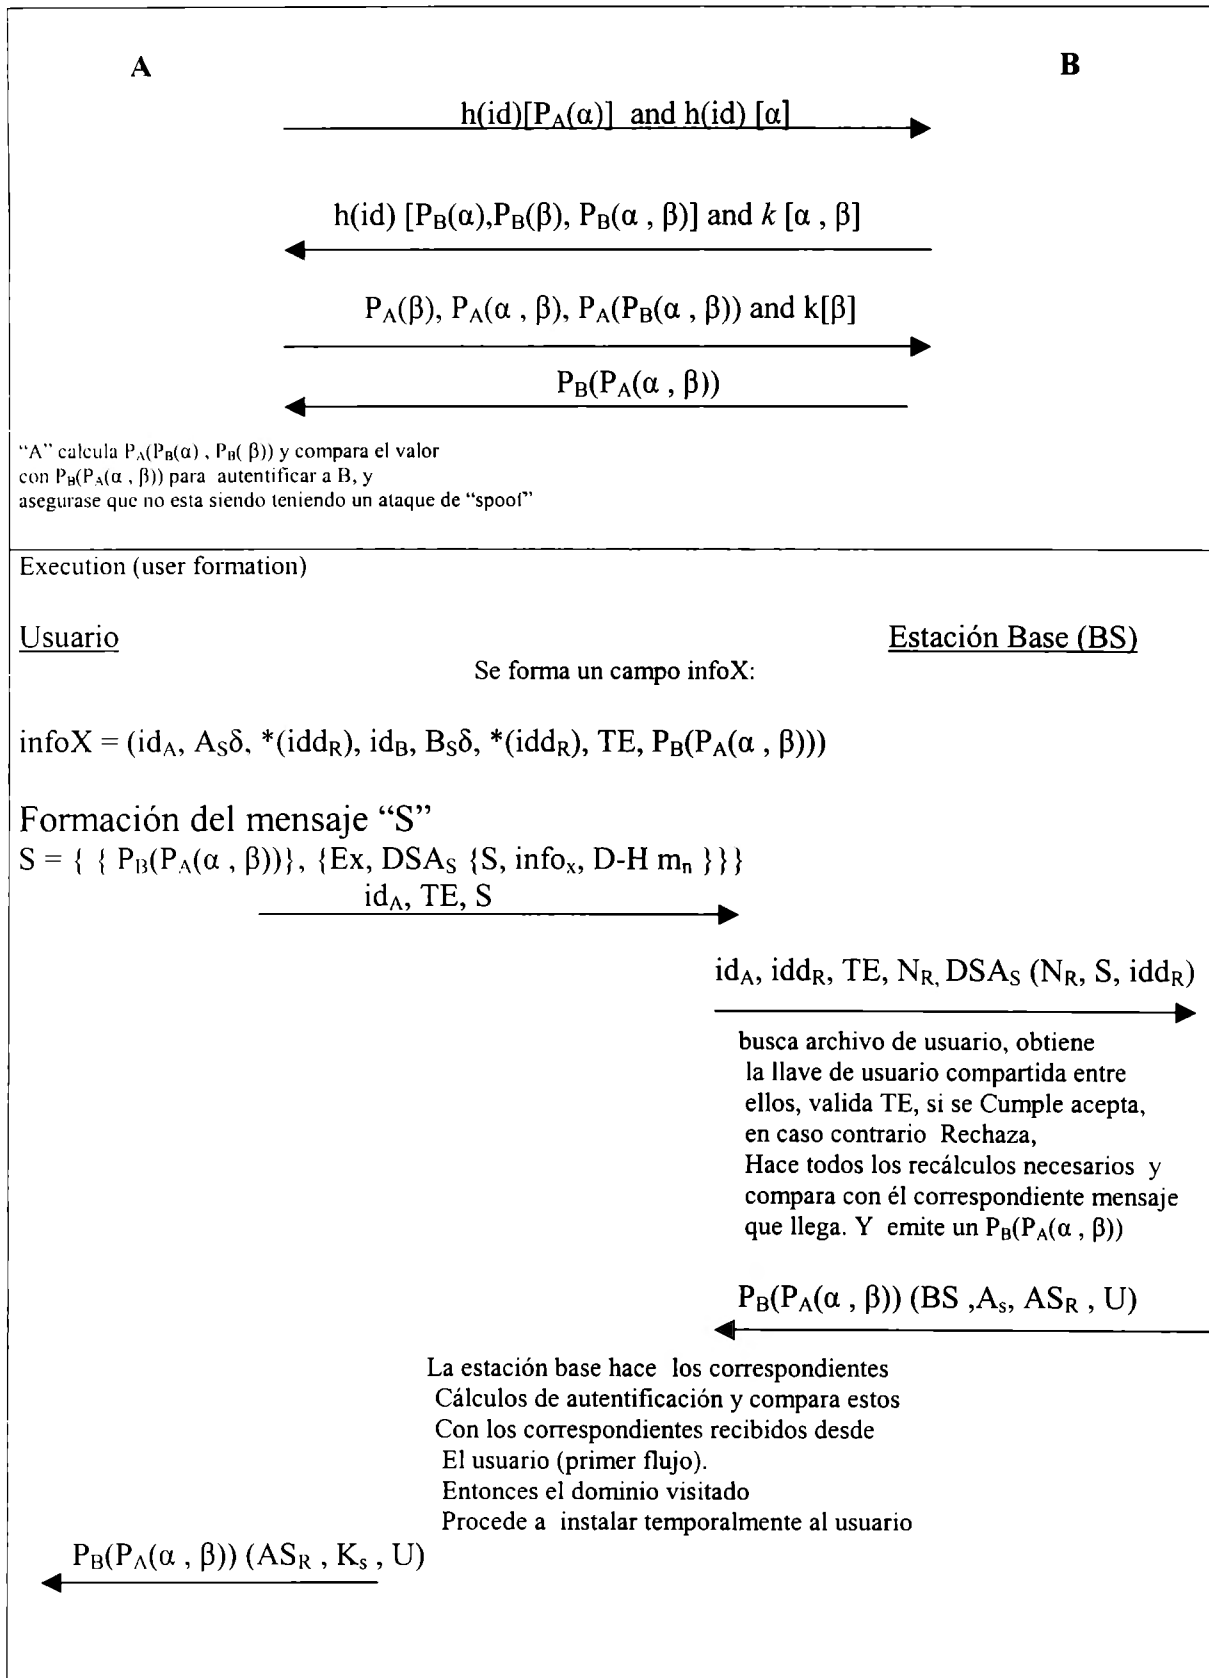 A B
h(id)[P_A(α)] and h(id) [α]
h(id) [P_B(α),P_B(β), P_B(α , β)] and k [α , β]
P_A(β), P_A(α , β), P_A(P_B(α , β)) and k[β]
P_B(P_A(α , β))
“A” calcula P_A(P_B(α) , P_B( β)) y compara el valor
con P_B(P_A(α , β)) para autentificar a B, y
asegurase que no esta siendo teniendo un ataque de “spoof”
Execution (user formation)
Usuario Estación Base (BS)
Se forma un campo infoX:
infoX = (id_A, A_Sδ, *(idd_R), id_B, B_Sδ, *(idd_R), TE, P_B(P_A(α , β)))
Formación del mensaje “S”
S = { { P_B(P_A(α , β))}, {Ex, DSA_S {S, info_x, D-H m_n }}}
id_A, TE, S
id_A, idd_R, TE, N_R, DSA_S (N_R, S, idd_R)
busca archivo de usuario, obtiene
la llave de usuario compartida entre
ellos, valida TE, si se Cumple acepta,
en caso contrario Rechaza,
Hace todos los recálculos necesarios y
compara con él correspondiente mensaje
que llega. Y emite un P_B(P_A(α , β))
P_B(P_A(α , β)) (BS ,A_s, AS_R , U)
La estación base hace los correspondientes
Cálculos de autentificación y compara estos
Con los correspondientes recibidos desde
El usuario (primer flujo).
Entonces el dominio visitado
Procede a instalar temporalmente al usuario
P_B(P_A(α , β)) (AS_R , K_s , U)